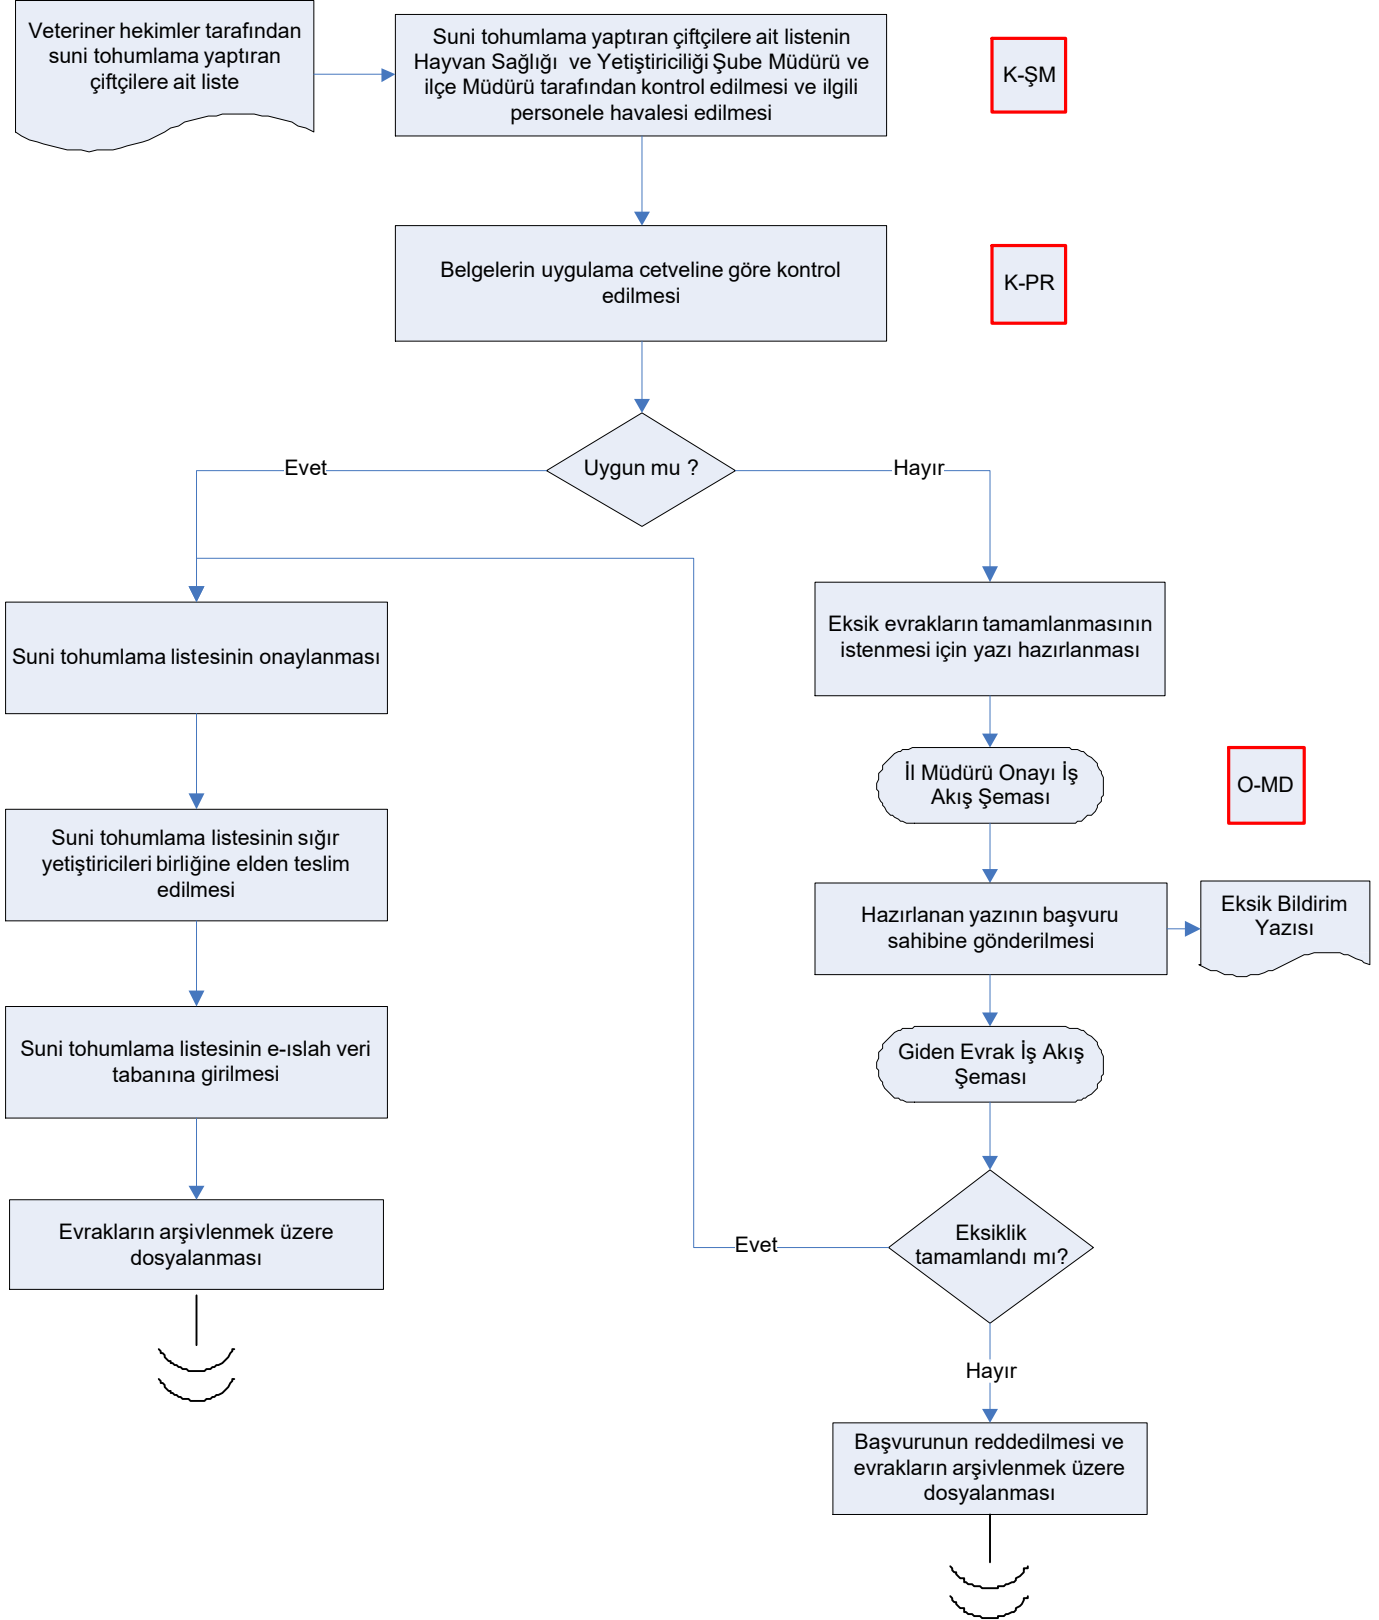 Veteriner hekimler tarafından
suni tohumlama yaptıran
çiftçilere ait liste
Suni tohumlama yaptıran çiftçilere ait listenin
Hayvan Sağlığı ve Yetiştiriciliği Şube Müdürü ve
ilçe Müdürü tarafından kontrol edilmesi ve ilgili
personele havalesi edilmesi
K-ŞM
Belgelerin uygulama cetveline göre kontrol
edilmesi
K-PR
Uygun mu ?
Evet
Hayır
Suni tohumlama listesinin onaylanması
Eksik evrakların tamamlanmasının
istenmesi için yazı hazırlanması
İl Müdürü Onayı İş
Akış Şeması
O-MD
Suni tohumlama listesinin sığır
yetiştiricileri birliğine elden teslim
edilmesi
Hazırlanan yazının başvuru
sahibine gönderilmesi
Eksik Bildirim
Yazısı
Suni tohumlama listesinin e-ıslah veri
tabanına girilmesi
Giden Evrak İş Akış
Şeması
Evrakların arşivlenmek üzere
dosyalanması
Eksiklik
tamamlandı mı?
Evet
Hayır
Başvurunun reddedilmesi ve
evrakların arşivlenmek üzere
dosyalanması